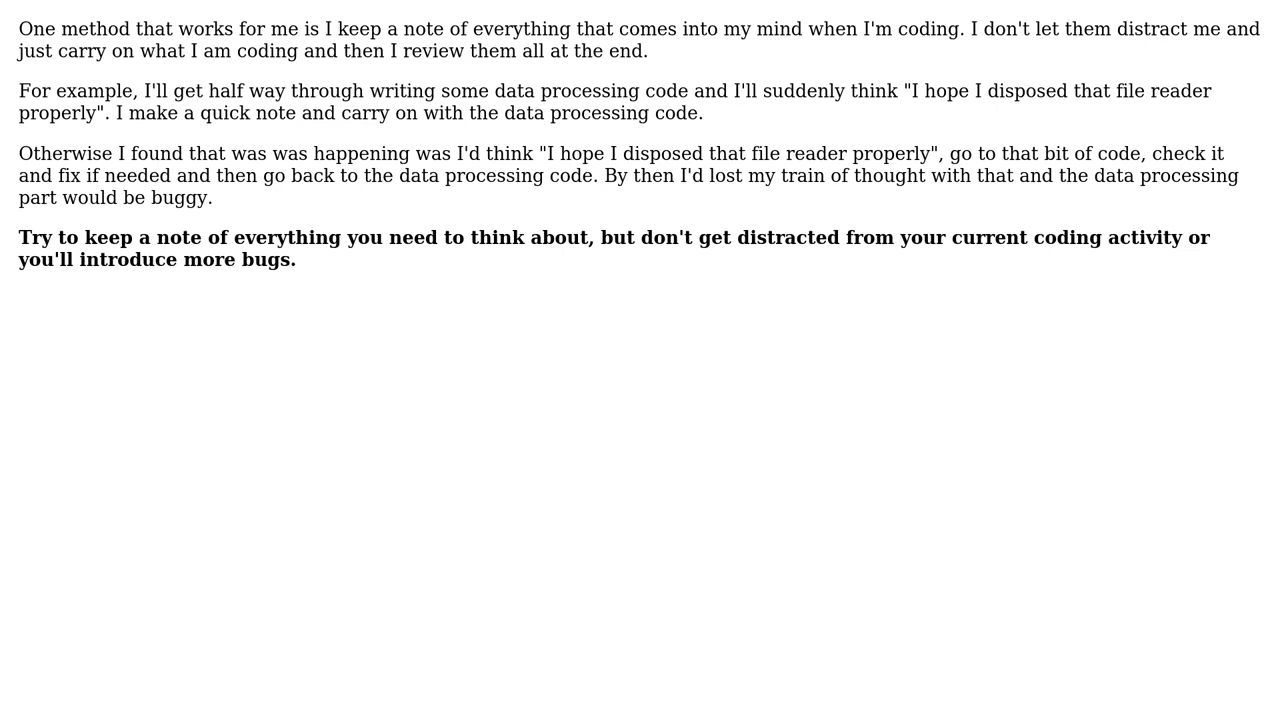 One method that works for me is I keep a note of everything that comes into my mind when I'm coding. I don't let them distract me and
just carry on what I am coding and then I review them all at the end.
For example, I'll get half way through writing some data processing code and I'll suddenly think "I hope I disposed that file reader
properly". I make a quick note and carry on with the data processing code.
Otherwise I found that was was happening was I'd think "I hope I disposed that file reader properly", go to that bit of code, check it
and fix if needed and then go back to the data processing code. By then I'd lost my train of thought with that and the data processing
part would be buggy.
Try to keep a note of everything you need to think about, but don't get distracted from your current coding activity or
you'll introduce more bugs.